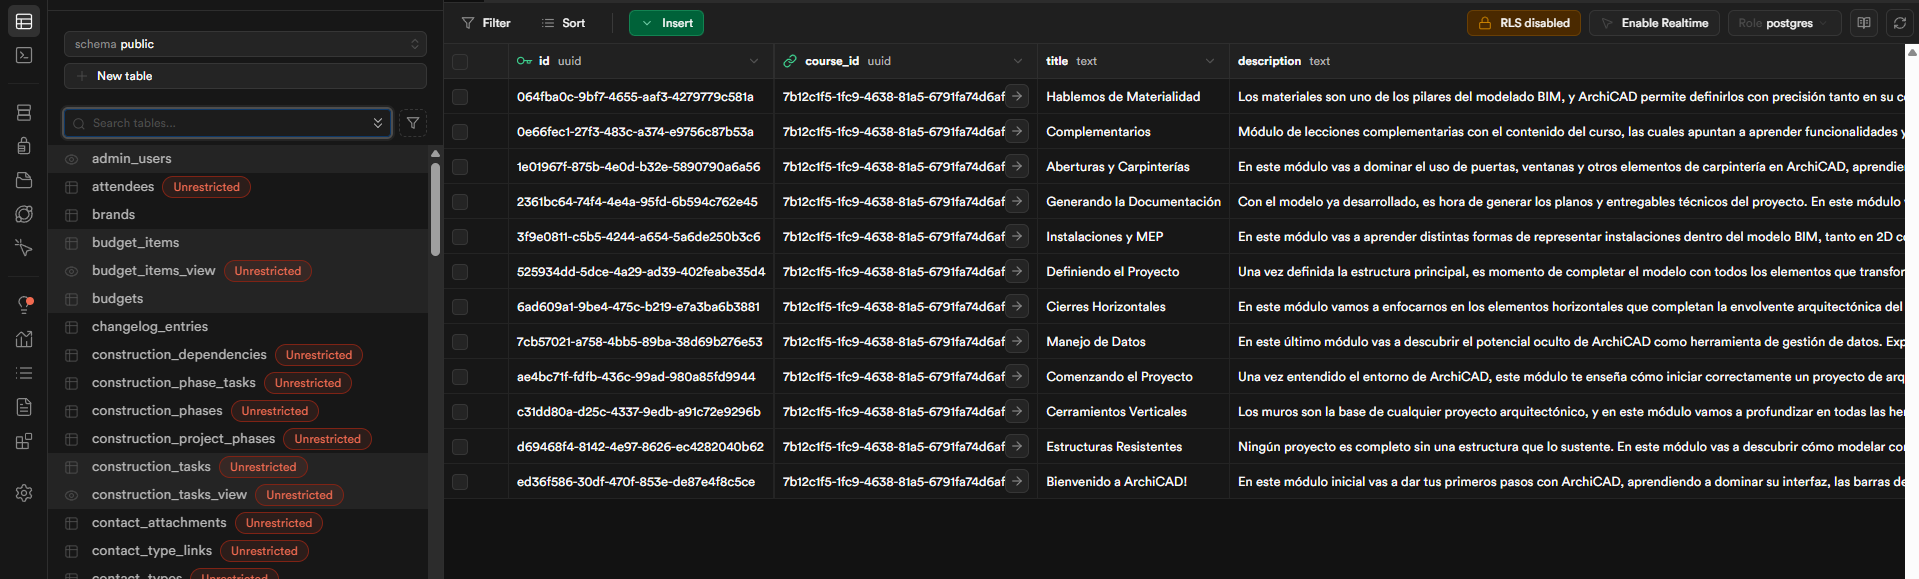 schema public
New table
Search tables...
admin_users
attendees Unrestricted
brands
budget_items
budget_items_view Unrestricted
budgets
changelog_entries
construction_dependencies Unrestricted
construction_phase_tasks Unrestricted
construction_phases Unrestricted
construction_project_phases Unrestricted
construction_tasks Unrestricted
construction_tasks_view Unrestricted
contact_attachments Unrestricted
contact_type_links Unrestricted
contact_types Unrestricted
Filter Sort Insert RLS disabled Enable Realtime Role postgres
id uuid course_id uuid title text description text
064fba0c-9bf7-4655-aaf3-4279779c581a 7b12c1f5-1fc9-4638-81a5-6791fa74d6af Hablemos de Materialidad Los materiales son uno de los pilares del modelado BIM, y ArchiCAD permite definirlos con precisión tanto en su c
0e66fec1-27f3-483c-a374-e9756c87b53a 7b12c1f5-1fc9-4638-81a5-6791fa74d6af Complementarios Módulo de lecciones complementarias con el contenido del curso, las cuales apuntan a aprender funcionalidades y
1e01967f-875b-4e0d-b32e-5890790a6a56 7b12c1f5-1fc9-4638-81a5-6791fa74d6af Aberturas y Carpinterías En este módulo vas a dominar el uso de puertas, ventanas y otros elementos de carpintería en ArchiCAD, aprendie
2361bc64-74f4-4e4a-95fd-6b594c762e45 7b12c1f5-1fc9-4638-81a5-6791fa74d6af Generando la Documentación Con el modelo ya desarrollado, es hora de generar los planos y entregables técnicos del proyecto. En este módulo
3f9e0811-c5b5-4244-a654-5a6de250b3c6 7b12c1f5-1fc9-4638-81a5-6791fa74d6af Instalaciones y MEP En este módulo vas a aprender distintas formas de representar instalaciones dentro del modelo BIM, tanto en 2D c
525934dd-5dce-4a29-ad39-402feabe35d4 7b12c1f5-1fc9-4638-81a5-6791fa74d6af Definiendo el Proyecto Una vez definida la estructura principal, es momento de completar el modelo con todos los elementos que transfor
6ad609a1-9be4-475c-b219-e7a3ba6b3881 7b12c1f5-1fc9-4638-81a5-6791fa74d6af Cierres Horizontales En este módulo vamos a enfocarnos en los elementos horizontales que completan la envolvente arquitectónica del
7cb57021-a758-4bb5-89ba-38d69b276e53 7b12c1f5-1fc9-4638-81a5-6791fa74d6af Manejo de Datos En este último módulo vas a descubrir el potencial oculto de ArchiCAD como herramienta de gestión de datos. Exp
ae4bc71f-fdfb-436c-99ad-980a85fd9944 7b12c1f5-1fc9-4638-81a5-6791fa74d6af Comenzando el Proyecto Una vez entendido el entorno de ArchiCAD, este módulo te enseña cómo iniciar correctamente un proyecto de arq
c31dd80a-d25c-4337-9edb-a91c72e9296b 7b12c1f5-1fc9-4638-81a5-6791fa74d6af Cerramientos Verticales Los muros son la base de cualquier proyecto arquitectónico, y en este módulo vamos a profundizar en todas las he
d69468f4-8142-4e97-8626-ec4282040b62 7b12c1f5-1fc9-4638-81a5-6791fa74d6af Estructuras Resistentes Ningún proyecto es completo sin una estructura que lo sustente. En este módulo vas a descubrir cómo modelar co
ed36f586-30df-470f-853e-de87e4f8c5ce 7b12c1f5-1fc9-4638-81a5-6791fa74d6af Bienvenido a ArchiCAD! En este módulo inicial vas a dar tus primeros pasos con ArchiCAD, aprendiendo a dominar su interfaz, las barras de